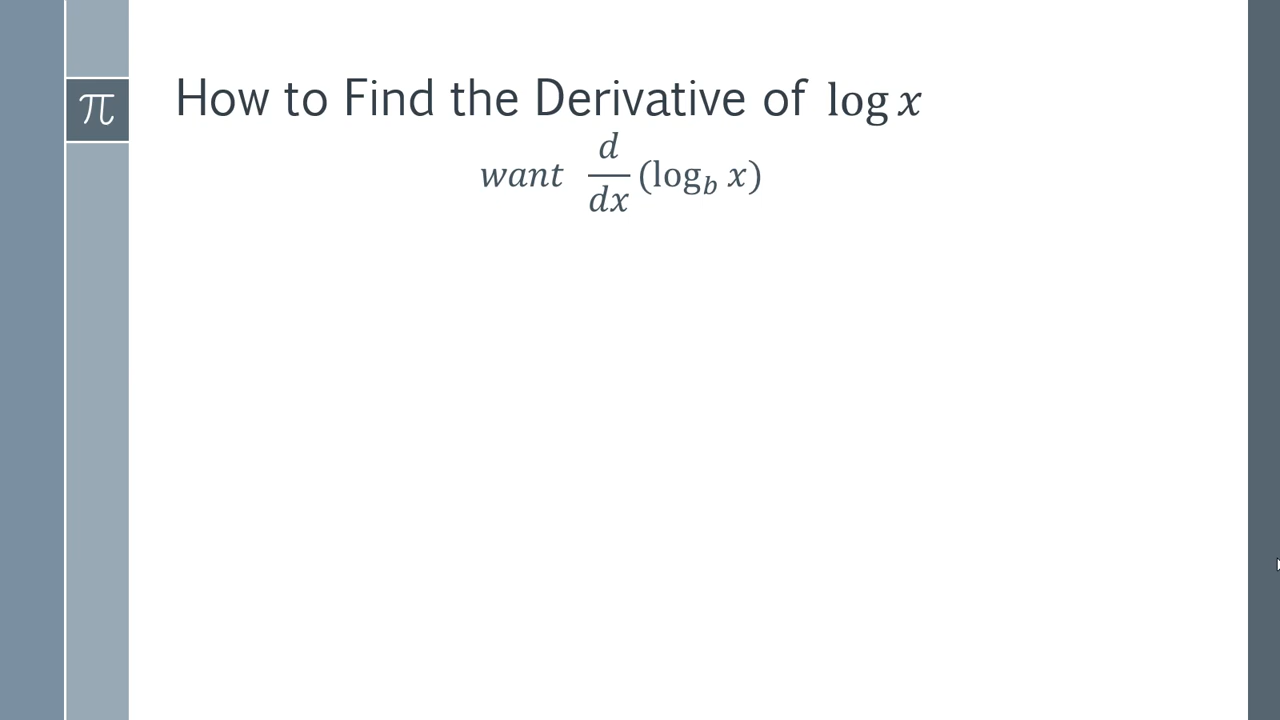 π
How to Find the Derivative of log x
want d/dx (log_b x)